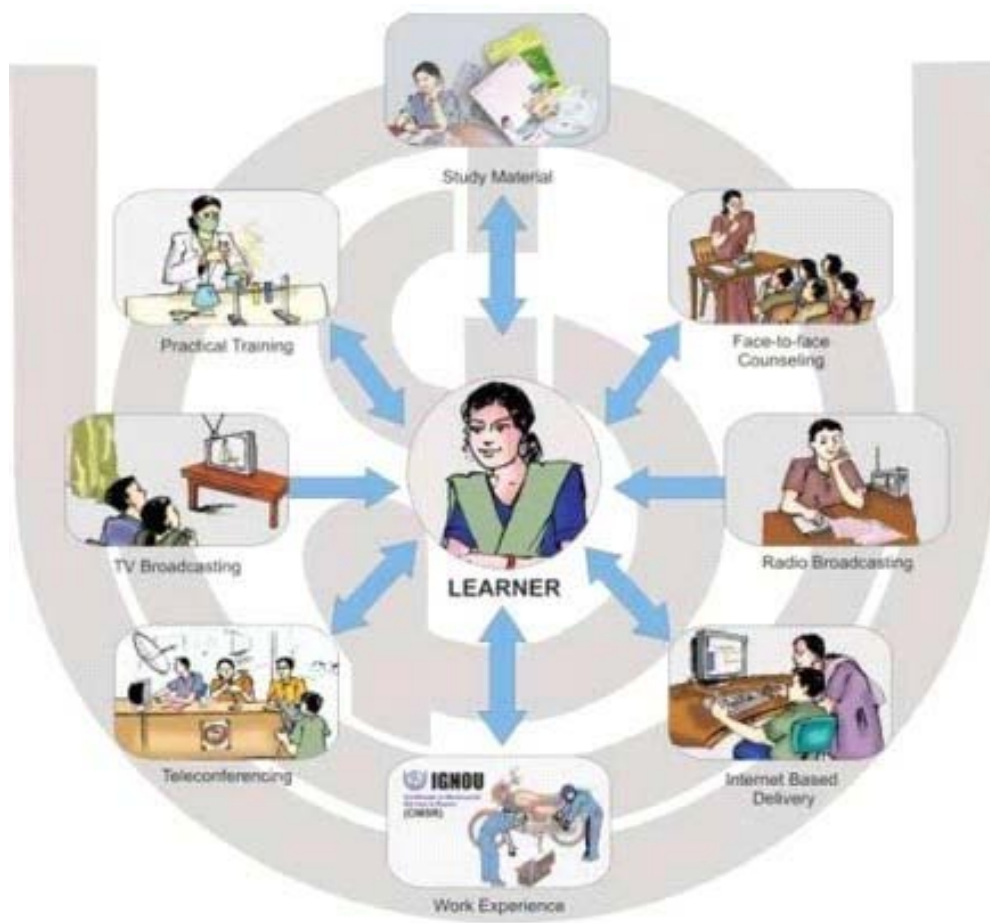 Study Material
Practical Training
Face-to-face
Counseling
TV Broadcasting
LEARNER
Radio Broadcasting
Teleconferencing
Internet Based
Delivery
IGNOU
(CMSR)
Work Experience